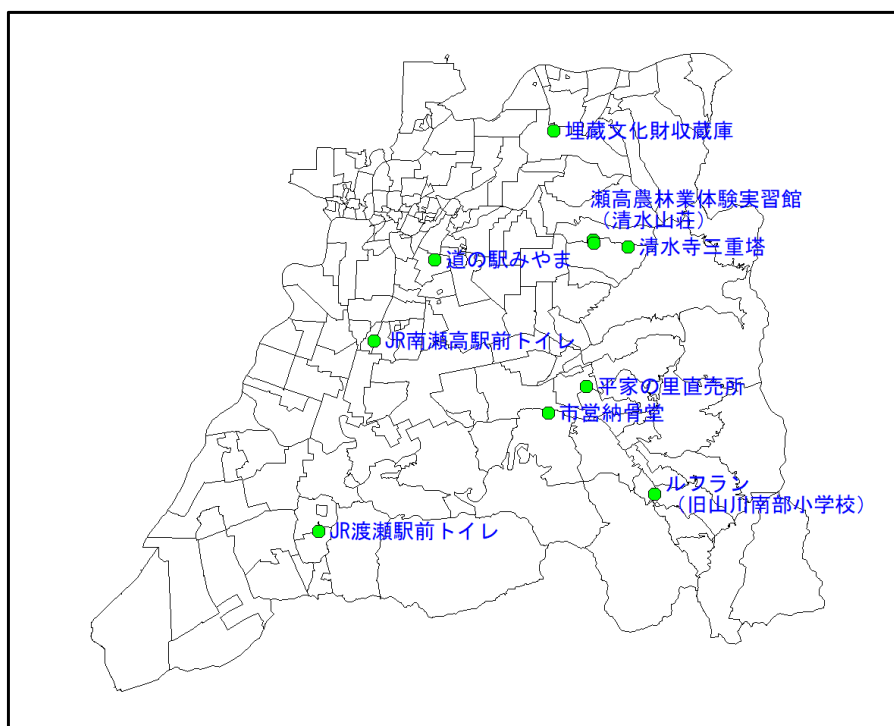 埋蔵文化財収蔵庫
瀬高農林業体験実習館
(清水山荘)
清水寺三重塔
道の駅みやま
JR南瀬高駅前トイレ
平家の里直売所
市営納骨堂
ルフラン
(旧山川南部小学校)
JR渡瀬駅前トイレ